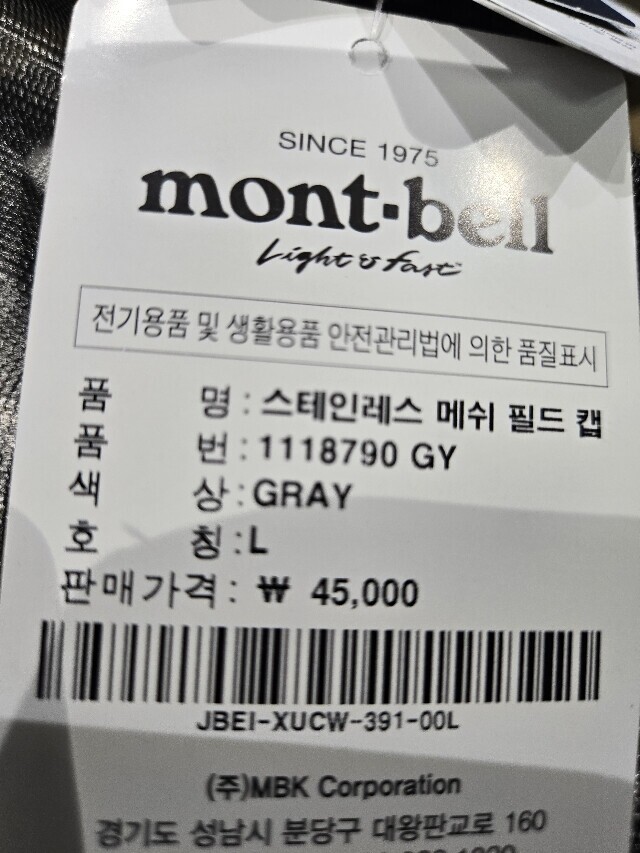 SINCE 1975
mont·bell
Light & fast
전기용품 및 생활용품 안전관리법에 의한 품질표시
품 명 : 스테인레스 메쉬 필드 캡
품 번 : 1118790 GY
색 상 : GRAY
호 칭 : L
판매가격 : ₩ 45,000
JBEI-XUCW-391-00L
(주)MBK Corporation
경기도 성남시 분당구 대왕판교로 160